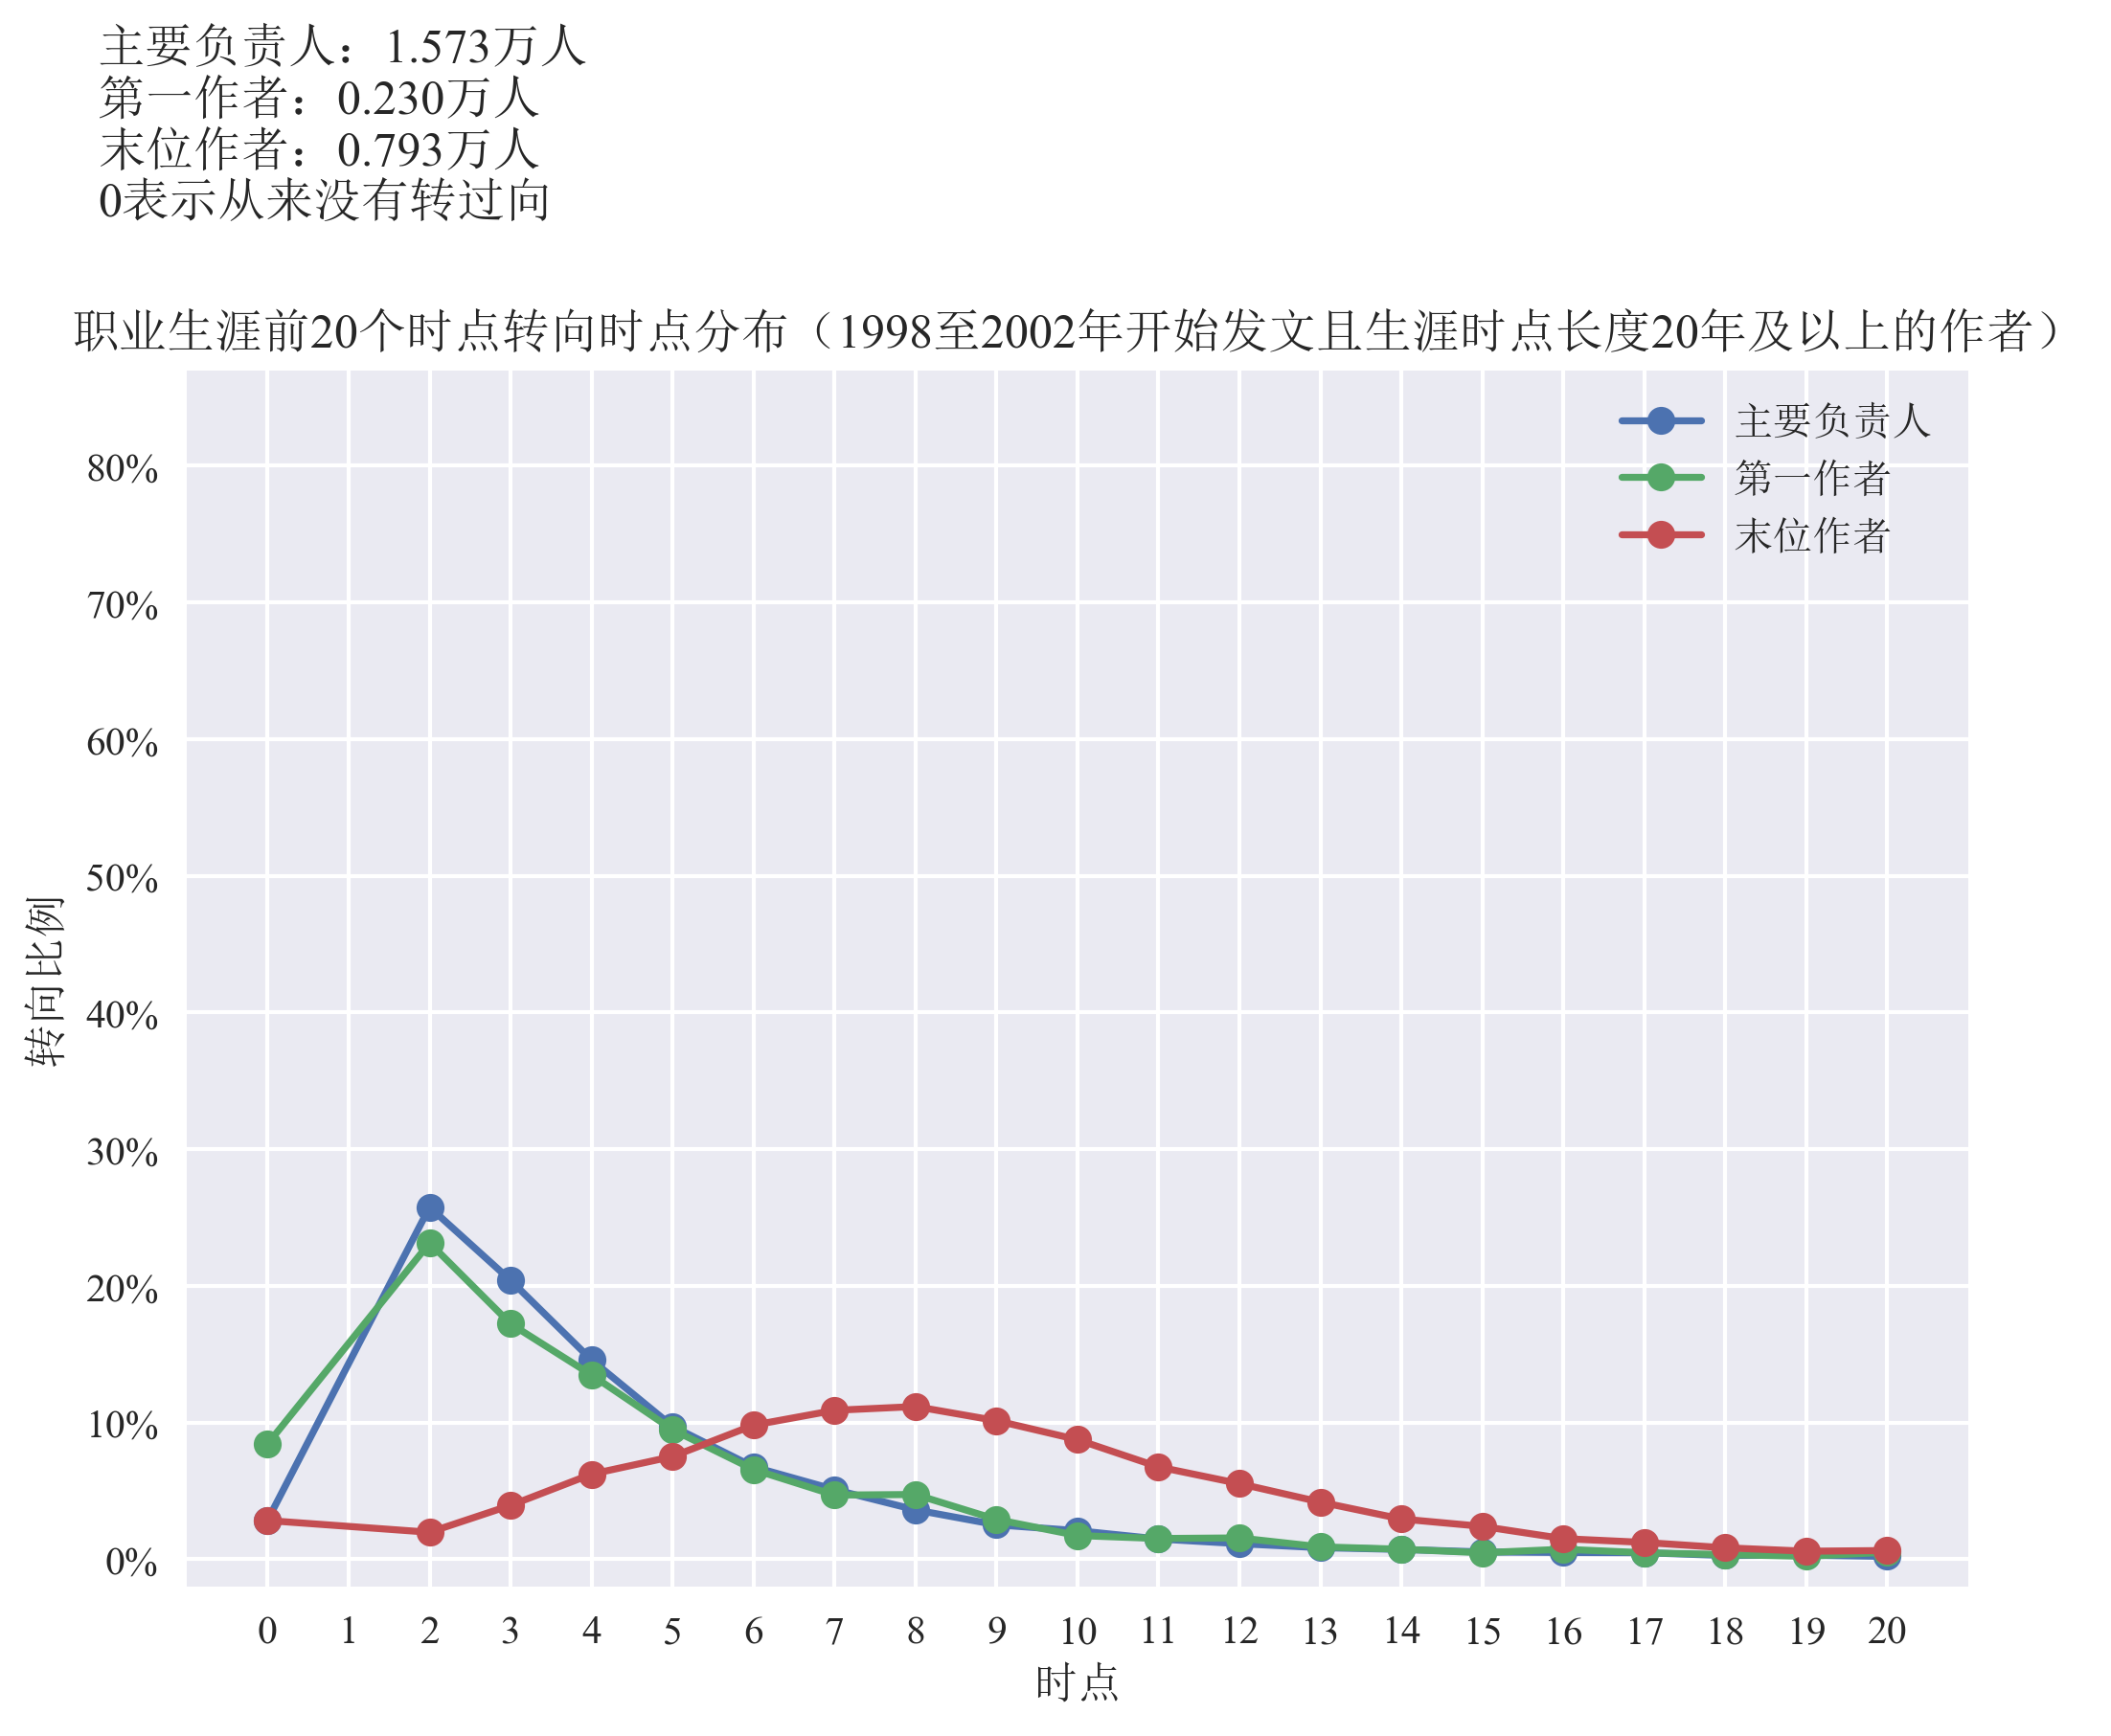 主要负责人：1.573万人
第一作者：0.230万人
末位作者：0.793万人
0表示从来没有转过向
职业生涯前20个时点转向时点分布（1998至2002年开始发文且生涯时点长度20年及以上的作者）
主要负责人
第一作者
末位作者
80%
70%
60%
50%
40%
30%
20%
10%
0%
转向比例
0 1 2 3 4 5 6 7 8 9 10 11 12 13 14 15 16 17 18 19 20
时点